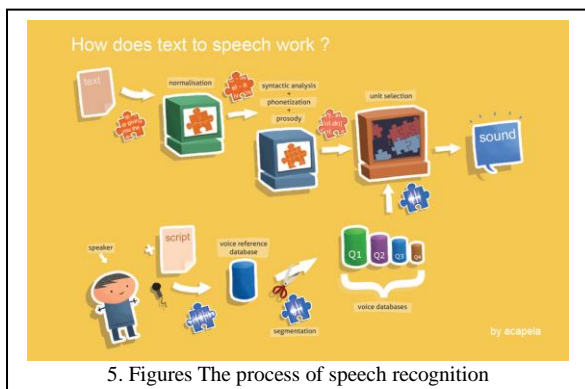 How does text to speech work ?
text
normalisation
syntactic analysis
+
phonetization
+
prosody
unit selection
sound
speaker
+
script
voice reference
database
segmentation
Q1
Q2
Q3
Q4
voice databases
by acapela
5. Figures The process of speech recognition